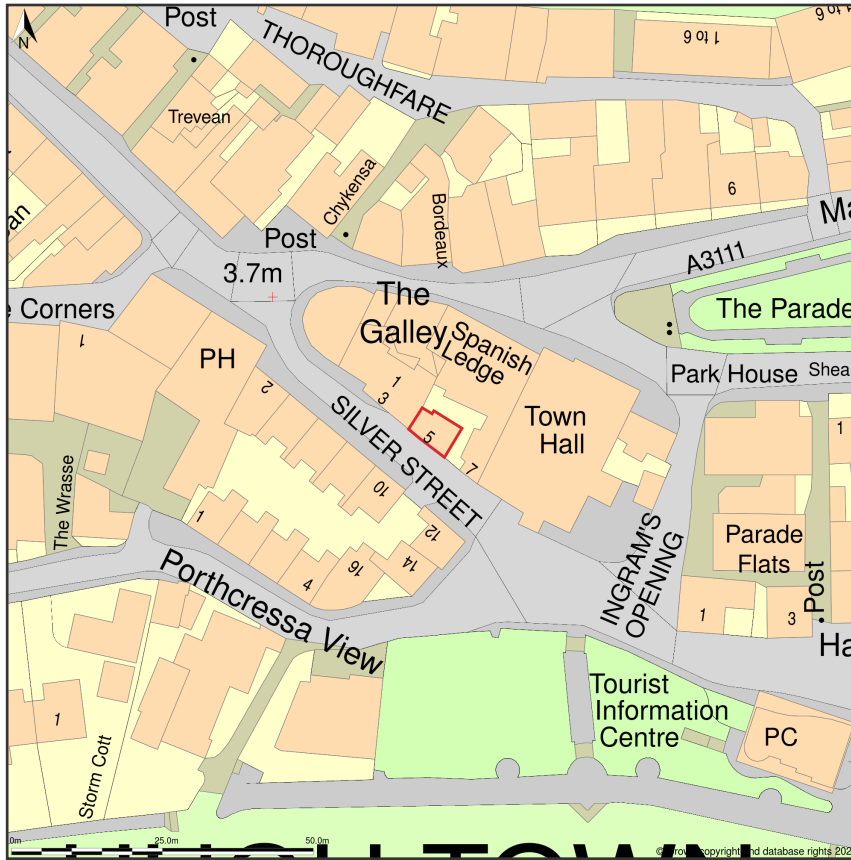 Post
THOROUGHFARE
1 to 6
1 to 6
N
Trevean
Chykensa
Bordeaux
6
Post
A3111
3.7m
The
Galley
Corners
The Parade
Spanish
Ledge
1
PH
Park House
1
3
2
SILVER STREET
5
Town
Hall
1
7
10
The Wrasse
1
12
14
16
4
INGRAM'S
OPENING
Parade
Flats
Post
Porthcressa View
1
3
Tourist
Information
Centre
1
PC
Storm Cott
25.0m
50.0m